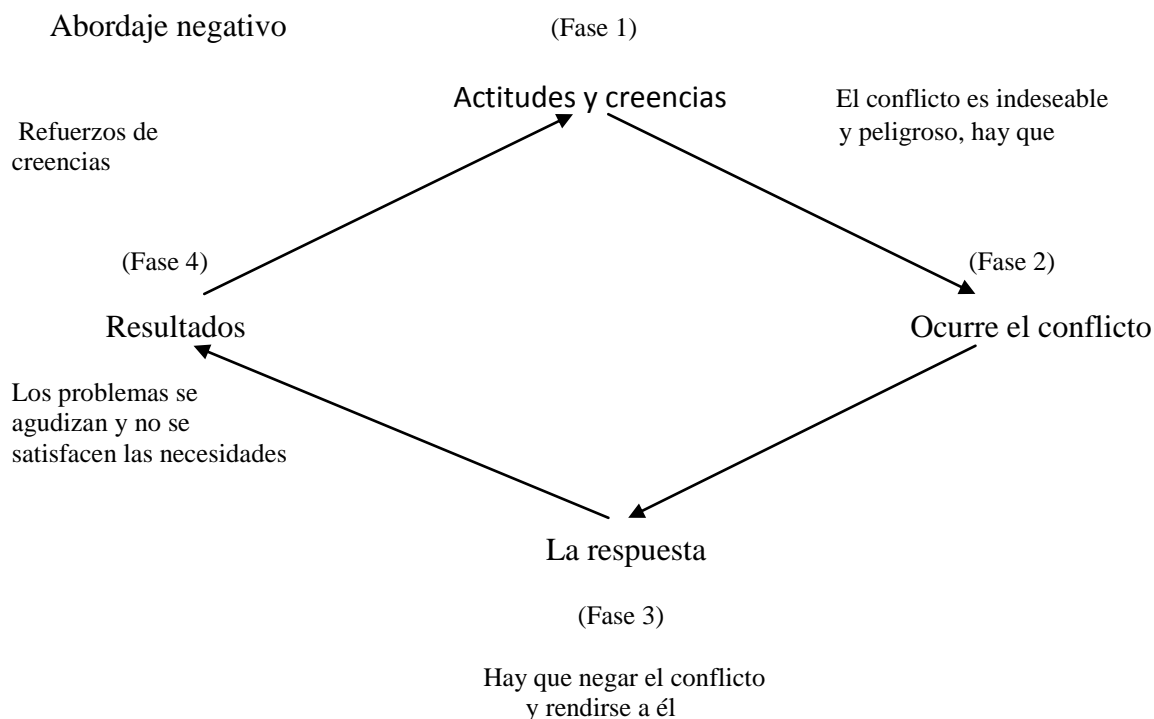 Abordaje negativo
(Fase 1)
Actitudes y creencias
El conflicto es indeseable
y peligroso, hay que
Refuerzos de
creencias
(Fase 4)
(Fase 2)
Resultados
Ocurre el conflicto
Los problemas se
agudizan y no se
satisfacen las necesidades
La respuesta
(Fase 3)
Hay que negar el conflicto
y rendirse a él